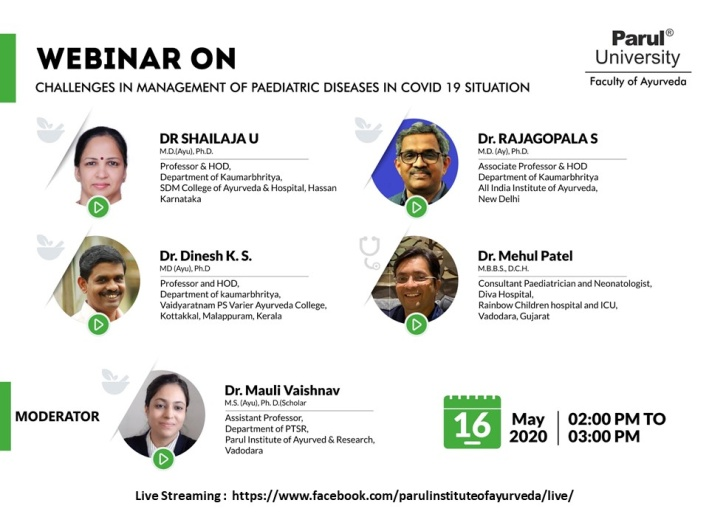 WEBINAR ON
CHALLENGES IN MANAGEMENT OF PAEDIATRIC DISEASES IN COVID 19 SITUATION
Parul®
University
Faculty of Ayurveda
DR SHAILAJA U
M.D.(Ayu), Ph.D.
Professor & HOD,
Department of Kaumarbhritya,
SDM College of Ayurveda & Hospital, Hassan
Karnataka
Dr. RAJAGOPALA S
M.D. (Ay), Ph.D.
Associate Professor & HOD
Department of Kaumarbhritya
All India Institute of Ayurveda,
New Delhi
Dr. Dinesh K. S.
MD (Ayu), Ph.D
Professor and HOD,
Department of kaumarbhritya,
Vaidyaratnam PS Varier Ayurveda College,
Kottakkal, Malappuram, Kerala
Dr. Mehul Patel
M.B.B.S., D.C.H.
Consultant Paediatrician and Neonatologist,
Diva Hospital,
Rainbow Children hospital and ICU,
Vadodara, Gujarat
MODERATOR
Dr. Mauli Vaishnav
M.S. (Ayu), Ph. D.(Scholar
Assistant Professor,
Department of PTSR,
Parul Institute of Ayurved & Research,
Vadodara
16
May
2020
02:00 PM TO
03:00 PM
Live Streaming : https://www.facebook.com/parulinstituteofayurveda/live/